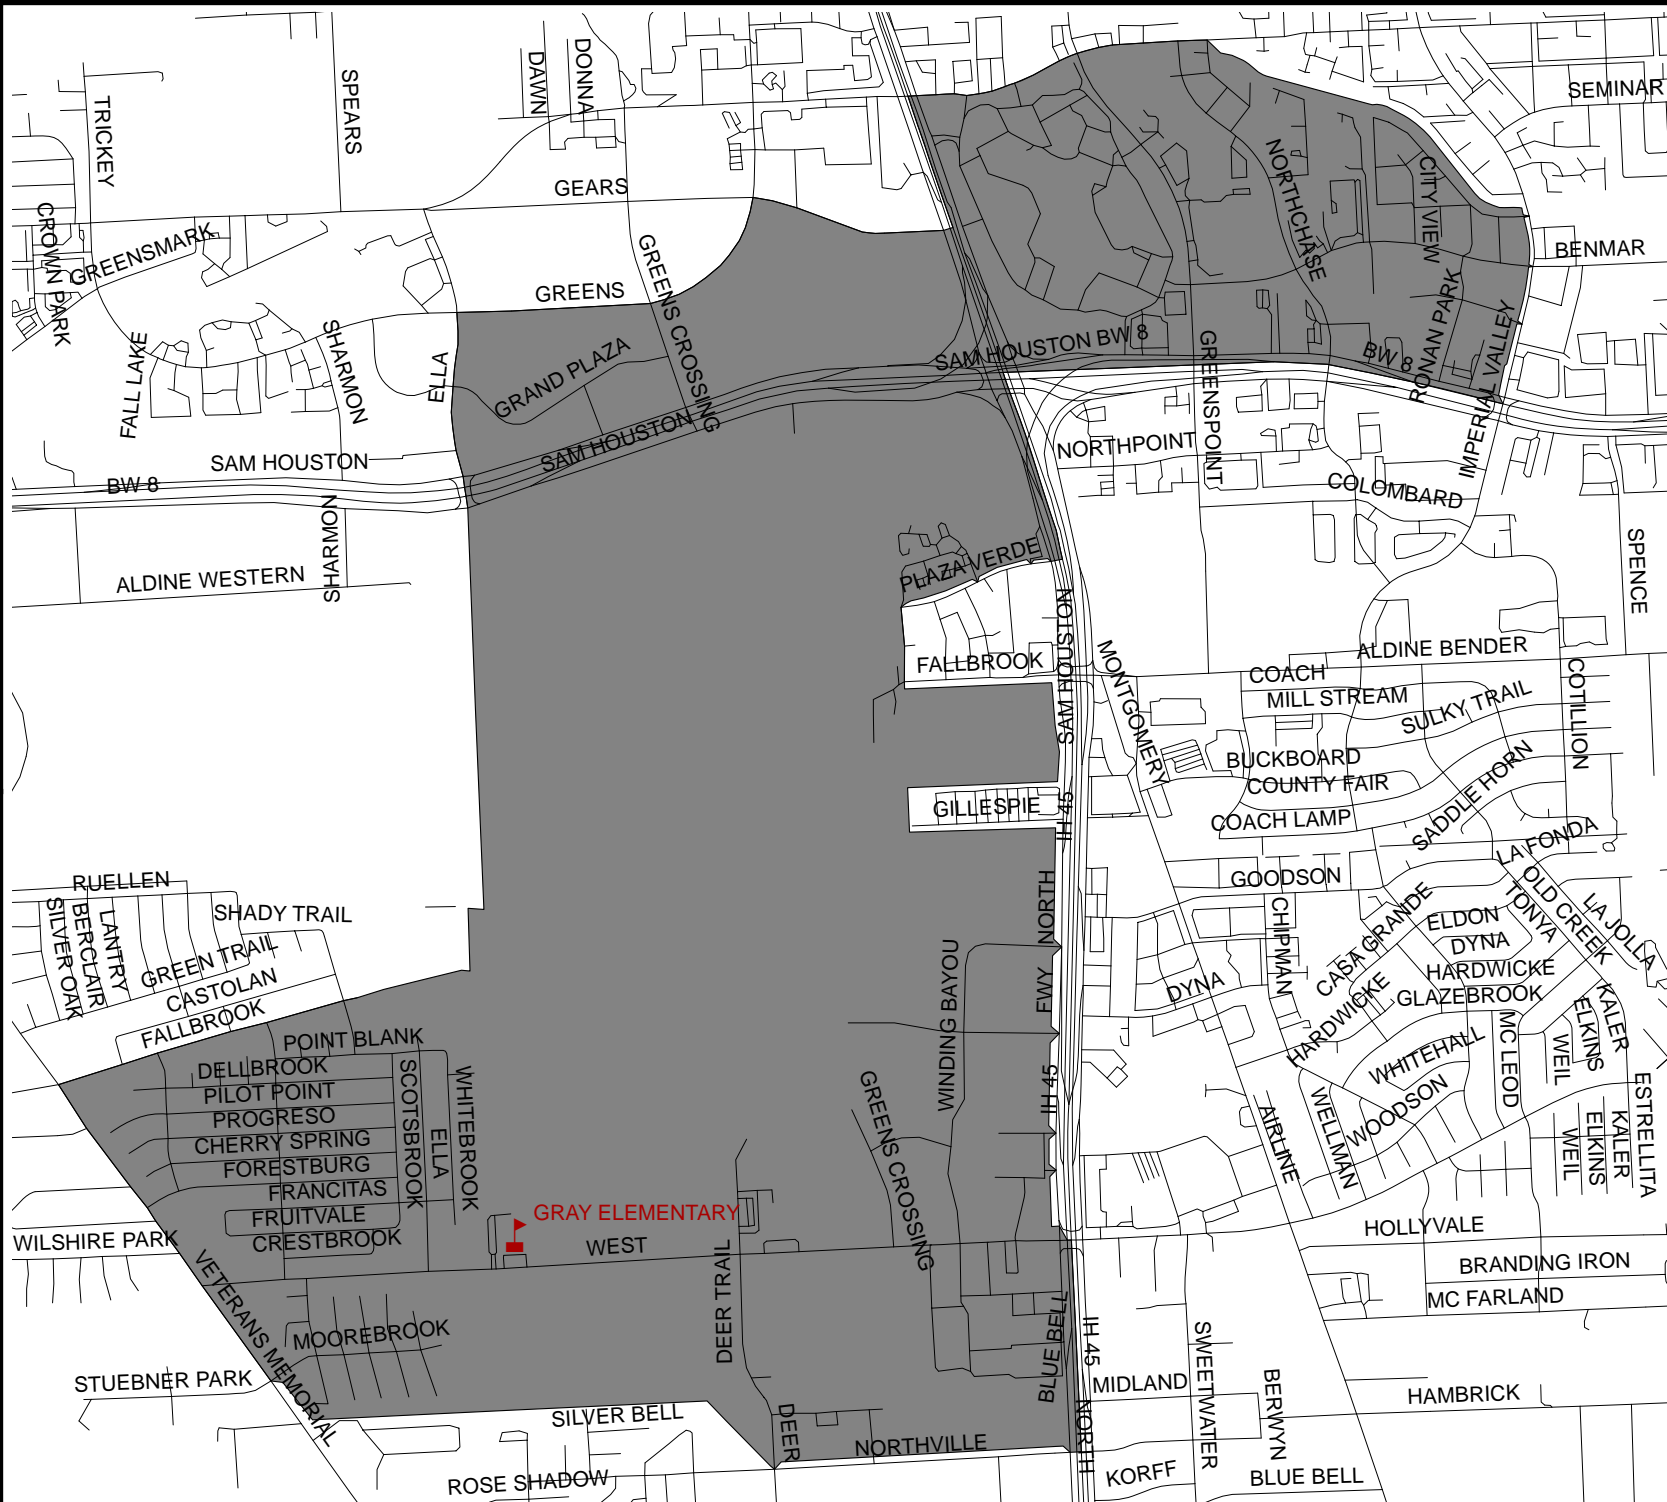 SEMINAR
DAWN
DONNA
SPEARS
TRICKEY
GEARS
NORTHCHASE
CITY VIEW
CROWN PARK
GREENSMARK
GREENS CROSSING
BENMAR
GREENS
RONAN PARK
IMPERIAL VALLEY
FALL LAKE
SHARMON
ELLA
GRAND PLAZA
SAM HOUSTON BW 8
GREENSPOINT
BW 8
SAM HOUSTON
SAM HOUSTON
NORTHPOINT
BW 8
COLOMBARD
SHARMON
ALDINE WESTERN
PLAZA VERDE
SPENCE
SAM HOUSTON
FALLBROOK
MONTGOMERY
ALDINE BENDER
COACH
MILL STREAM
SULKY TRAIL
COTILLION
BUCKBOARD
COUNTY FAIR
SADDLE HORN
GILLESPIE
IH 45
COACH LAMP
LA FONDA
RUELLEN
GOODSON
OLD CREEK
TONYA
LA JOLLA
SILVER OAK
BERCLAIR
LANTRY
SHADY TRAIL
NORTH
CHIPMAN
CASA GRANDE
ELDON
DYNA
GREEN TRAIL
WINDING BAYOU
HARDWICKE
CASTOLAN
FWY
DYNA
HARDWICKE
GLAZEBROOK
KALER
ELKINS
FALLBROOK
POINT BLANK
MC LEOD
WEIL
DELLBROOK
SCOTSBROOK
WHITEBROOK
IH 45
WHITEHALL
PILOT POINT
GREENS CROSSING
WELLMAN
WOODSON
ESTRELLITA
PROGRESO
ELLA
AIRLINE
KALER
ELKINS
WEIL
CHERRY SPRING
FORESTBURG
FRANCITAS
GRAY ELEMENTARY
FRUITVALE
WILSHIRE PARK
CRESTBROOK
WEST
HOLLYVALE
VETERANS MEMORIAL
DEER TRAIL
BRANDING IRON
MC FARLAND
MOOREBROOK
BLUE BELL
IH 45
SWEETWATER
STUEBNER PARK
MIDLAND
BERWYN
HAMBRICK
SILVER BELL
DEER
NORTHVILLE
NORTH
ROSE SHADOW
KORFF
BLUE BELL